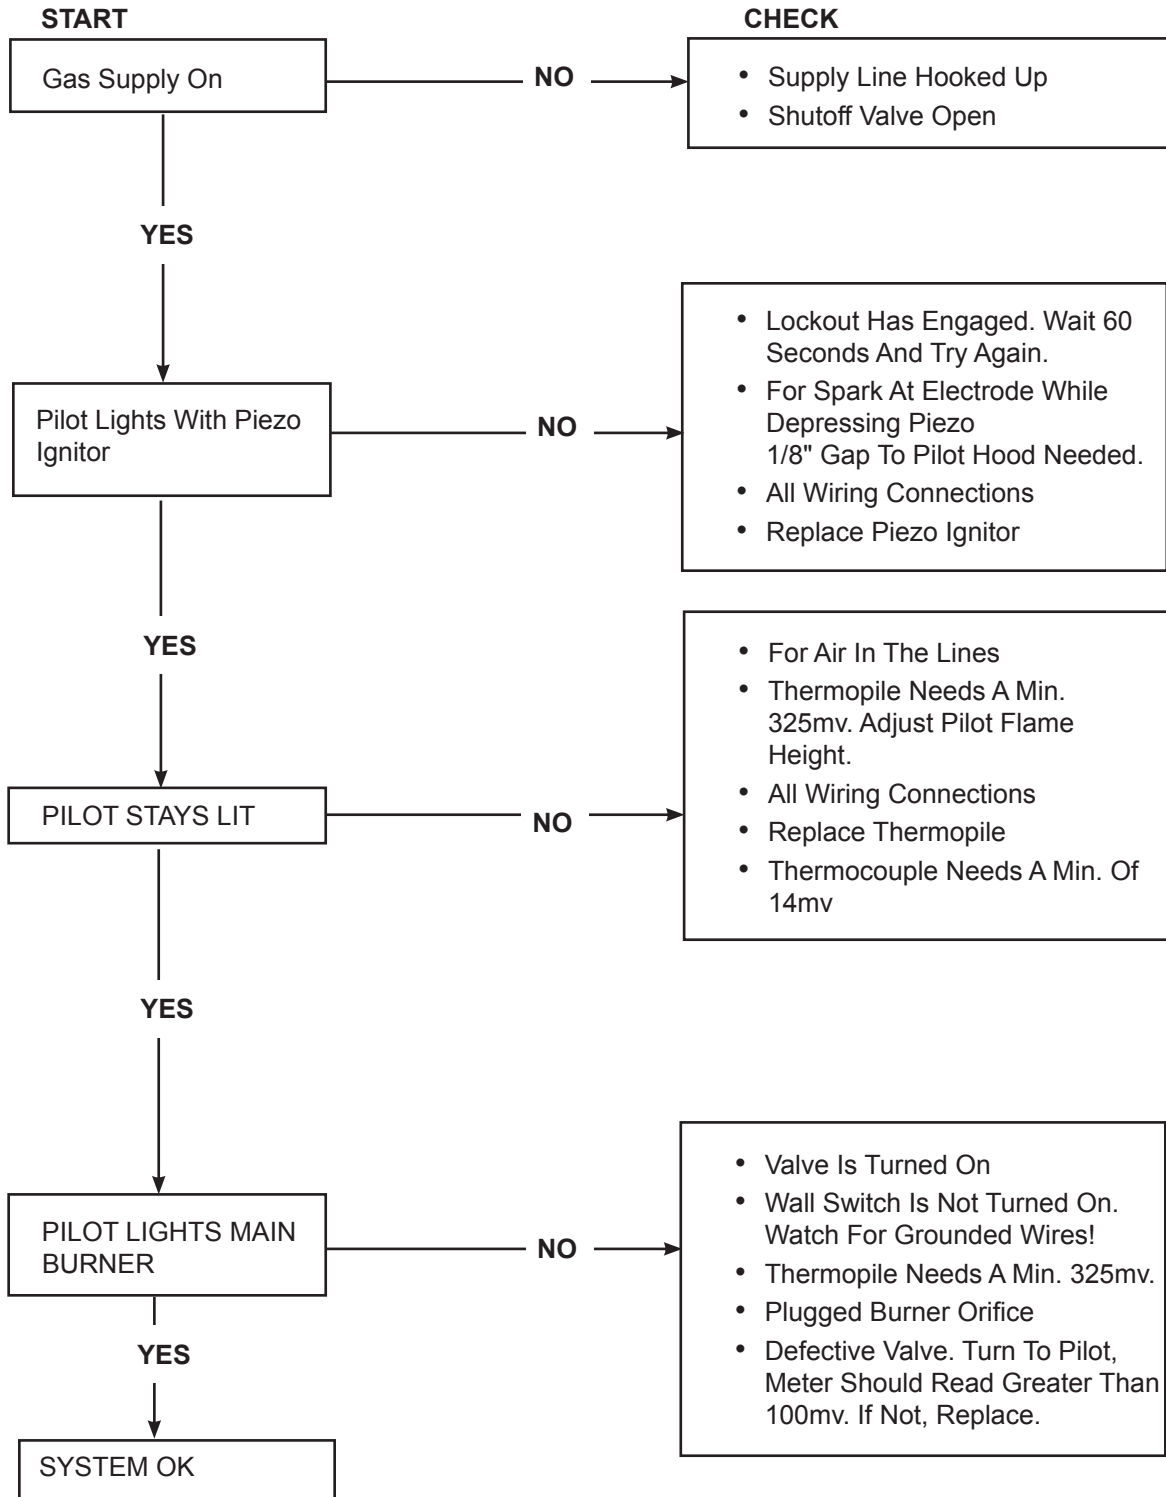 START
CHECK
Gas Supply On
NO
• Supply Line Hooked Up
• Shutoff Valve Open
YES
Pilot Lights With Piezo
Ignitor
NO
• Lockout Has Engaged. Wait 60
Seconds And Try Again.
• For Spark At Electrode While
Depressing Piezo
1/8" Gap To Pilot Hood Needed.
• All Wiring Connections
• Replace Piezo Ignitor
YES
PILOT STAYS LIT
NO
• For Air In The Lines
• Thermopile Needs A Min.
325mv. Adjust Pilot Flame
Height.
• All Wiring Connections
• Replace Thermopile
• Thermocouple Needs A Min. Of
14mv
YES
PILOT LIGHTS MAIN
BURNER
NO
• Valve Is Turned On
• Wall Switch Is Not Turned On.
Watch For Grounded Wires!
• Thermopile Needs A Min. 325mv.
• Plugged Burner Orifice
• Defective Valve. Turn To Pilot,
Meter Should Read Greater Than
100mv. If Not, Replace.
YES
SYSTEM OK